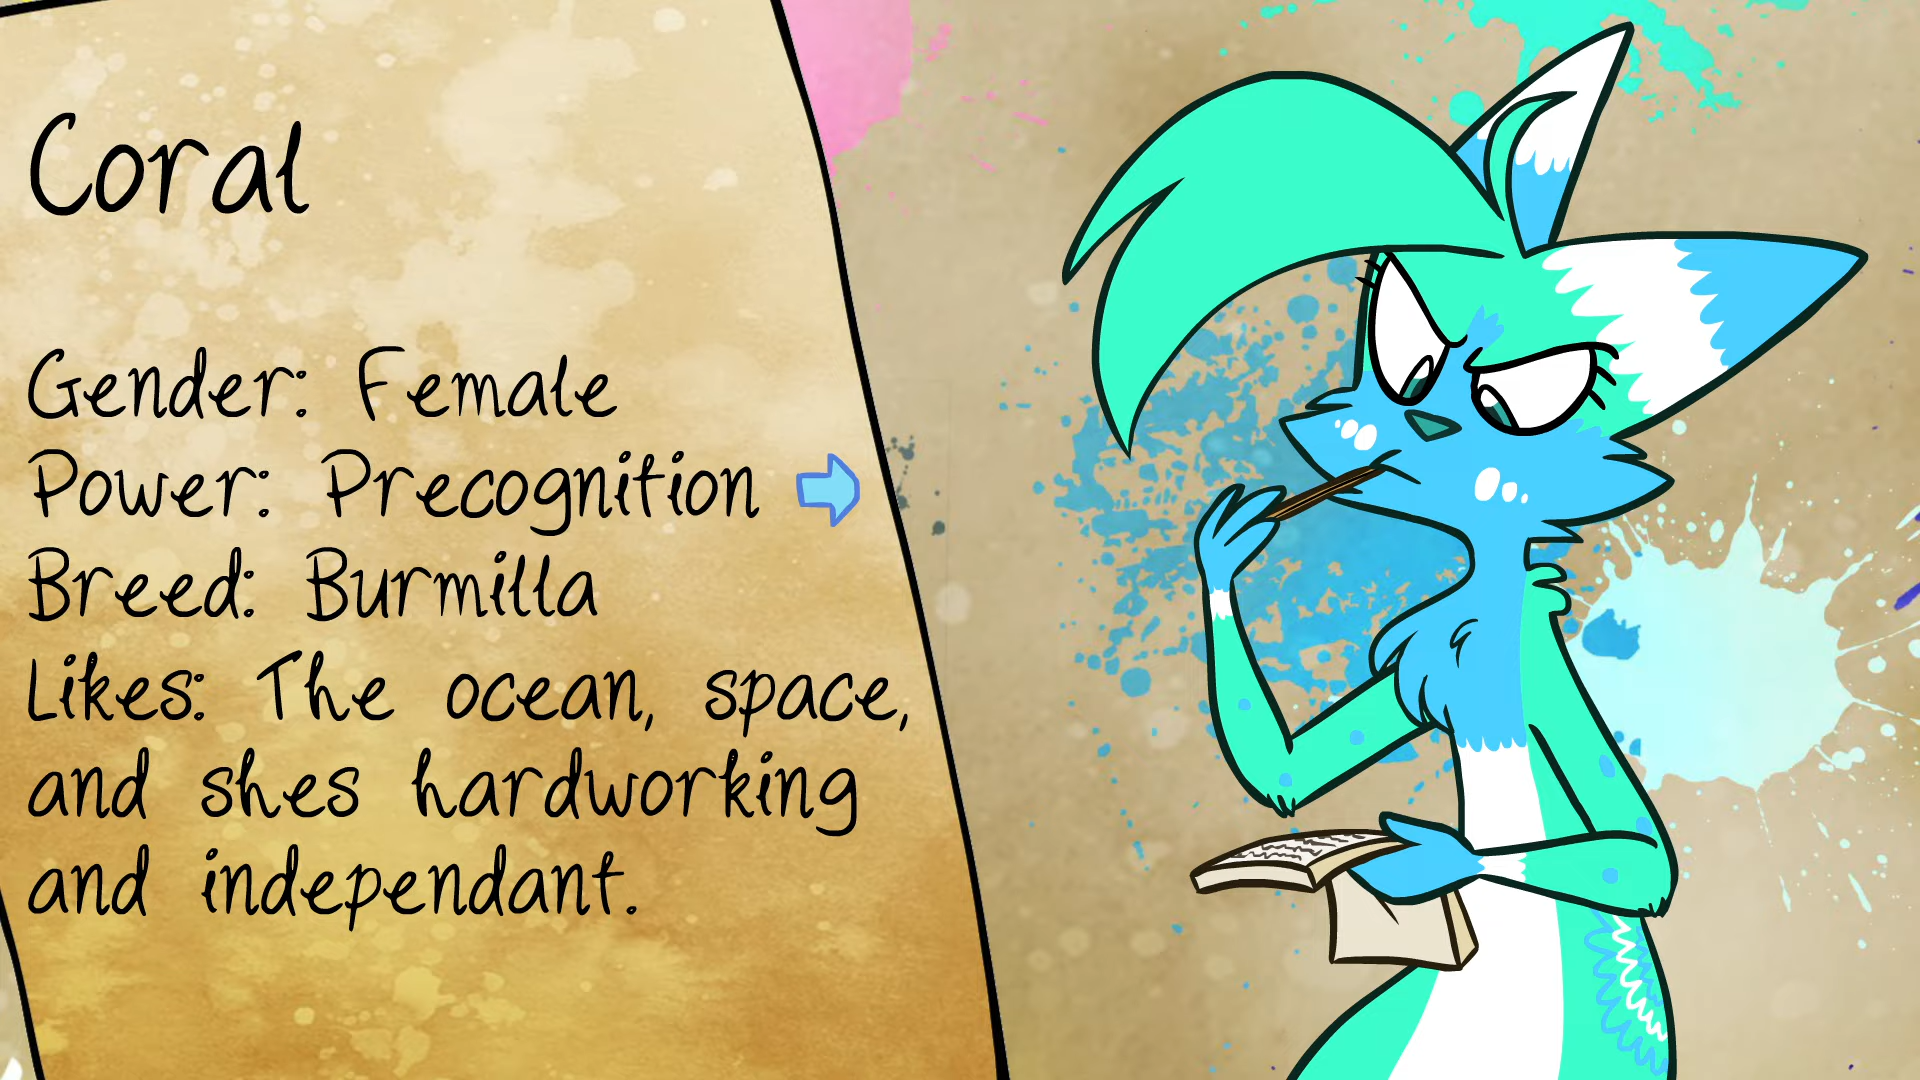 Coral
Gender: Female
Power: Precognition
Breed: Burmilla
Likes: The ocean, space,
and shes hardworking
and independant.